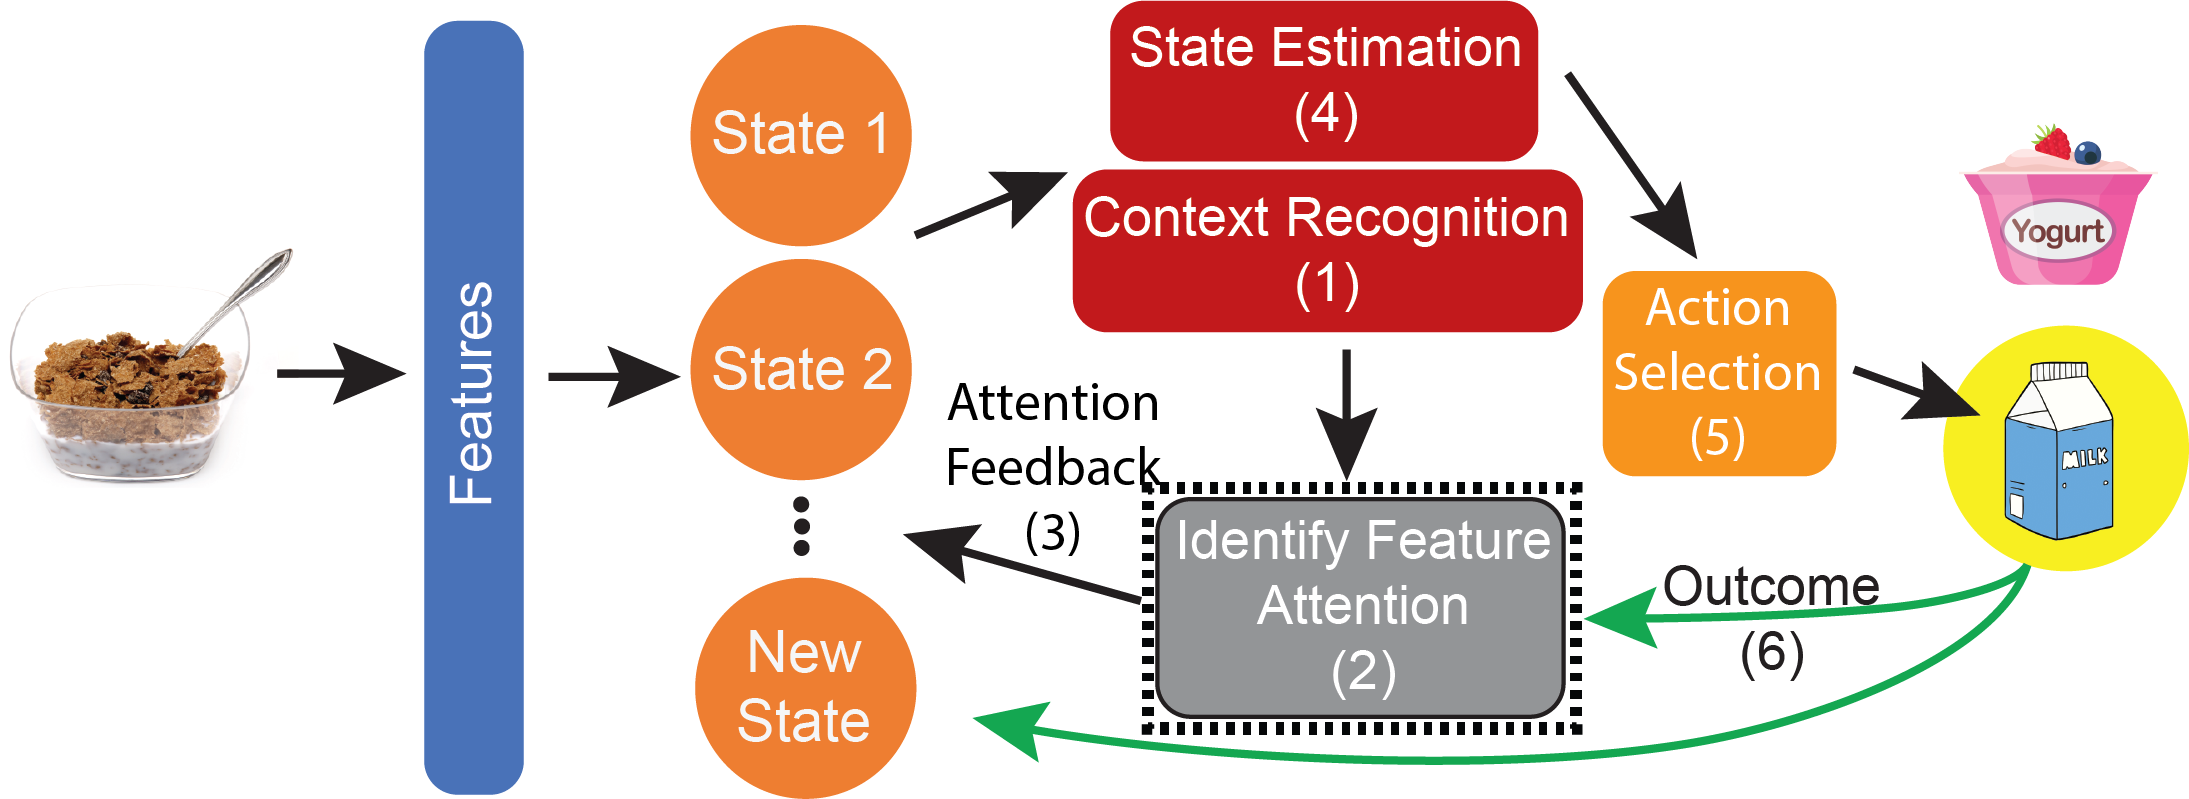 Features
State 1
State 2
New
State
State Estimation
(4)
Context Recognition
(1)
Attention
Feedback
(3)
Identify Feature
Attention
(2)
Action
Selection
(5)
Yogurt
MILK
Outcome
(6)